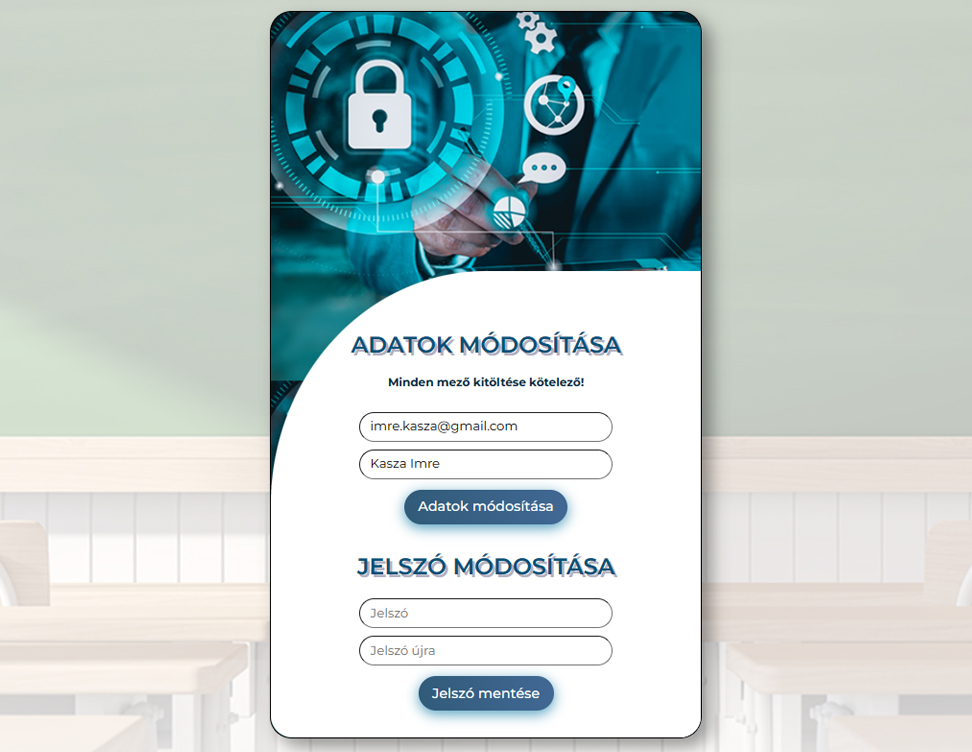 ADATOK MÓDOSÍTÁSA
Minden mező kitöltése kötelező!
imre.kasza@gmail.com
Kasza Imre
Adatok módosítása
JELSZÓ MÓDOSÍTÁSA
Jelszó
Jelszó újra
Jelszó mentése